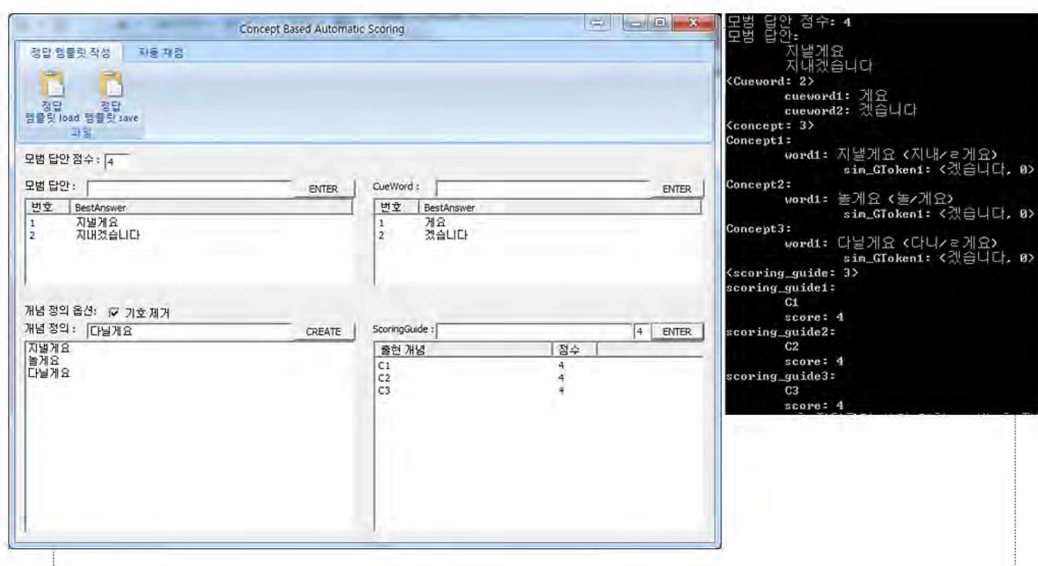 Concept Based Automatic Scoring
정답 템플릿 작성 자동 채점
정답 템플릿 load 정답 템플릿 save
파일
모범 답안 점수 : 4
모범 답안 : ENTER
번호 BestAnswer
1 지낼게요
2 지내겠습니다
CueWord : ENTER
번호 BestAnswer
1 게요
2 겠습니다
개념 정의 옵션: 기호 제거
개념 정의 : 다닐게요 CREATE
지낼게요
놀게요
다닐게요
ScoringGuide : 4 ENTER
출현 개념 점수
C1 4
C2 4
C3 4
모범 답안 점수: 4
모범 답안:
지낼게요
지내겠습니다
<Cueword: 2>
cueword1: 게요
cueword2: 겠습니다
<concept: 3>
Concept1:
word1: 지낼게요 <지내/ㄹ게요>
sim_GToken1: <겠습니다, 0>
Concept2:
word1: 놀게요 <놀/게요>
sim_GToken1: <겠습니다, 0>
Concept3:
word1: 다닐게요 <다니/ㄹ게요>
sim_GToken1: <겠습니다, 0>
<scoring_guide: 3>
scoring_guide1:
C1
score: 4
scoring_guide2:
C2
score: 4
scoring_guide3:
C3
score: 4